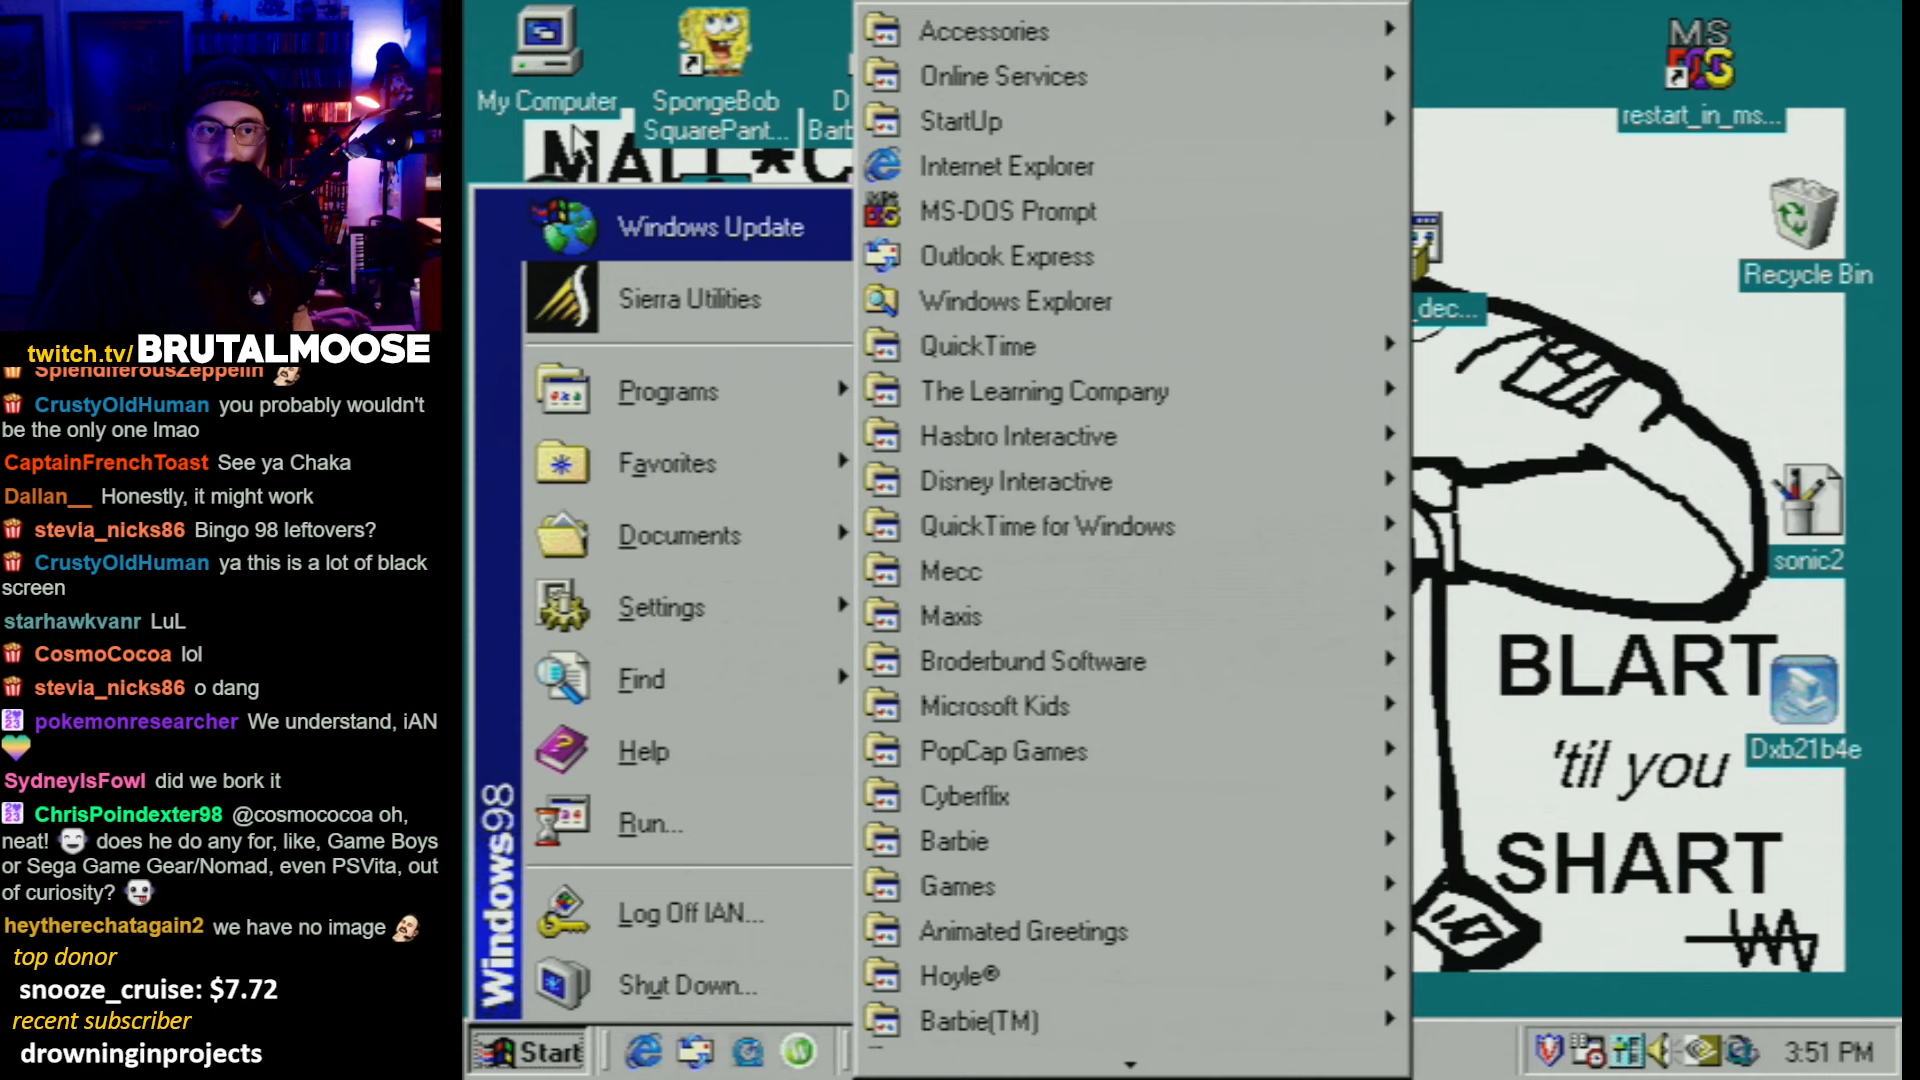 twitch.tv/BRUTALMOOSE
SplendiferousZeppelin
CrustyOldHuman you probably wouldn't
be the only one lmao
CaptainFrenchToast See ya Chaka
Dallan__ Honestly, it might work
stevia_nicks86 Bingo 98 leftovers?
CrustyOldHuman ya this is a lot of black
screen
starhawkvanr LuL
CosmoCocoa lol
stevia_nicks86 o dang
pokemonresearcher We understand, iAN
SydneyIsFowl did we bork it
ChrisPoindexter98 @cosmococoa oh,
neat! does he do any for, like, Game Boys
or Sega Game Gear/Nomad, even PSVita, out
of curiosity?
heytherechatagain2 we have no image
top donor
snooze_cruise: $7.72
recent subscriber
drowninginprojects
My Computer
SpongeBob
SquarePant...
D
Barb
MALL*C
Windows Update
Sierra Utilities
Programs
Favorites
Documents
Settings
Find
Help
Run...
Log Off IAN...
Shut Down...
Windows98
Start
Accessories
Online Services
StartUp
Internet Explorer
MS-DOS Prompt
Outlook Express
Windows Explorer
QuickTime
The Learning Company
Hasbro Interactive
Disney Interactive
QuickTime for Windows
Mecc
Maxis
Broderbund Software
Microsoft Kids
PopCap Games
Cyberflix
Barbie
Games
Animated Greetings
Hoyle®
Barbie(TM)
MS
DOS
restart_in_ms...
Recycle Bin
_dec...
sonic2
Dxb21b4e
BLART
'til you
SHART
3:51 PM